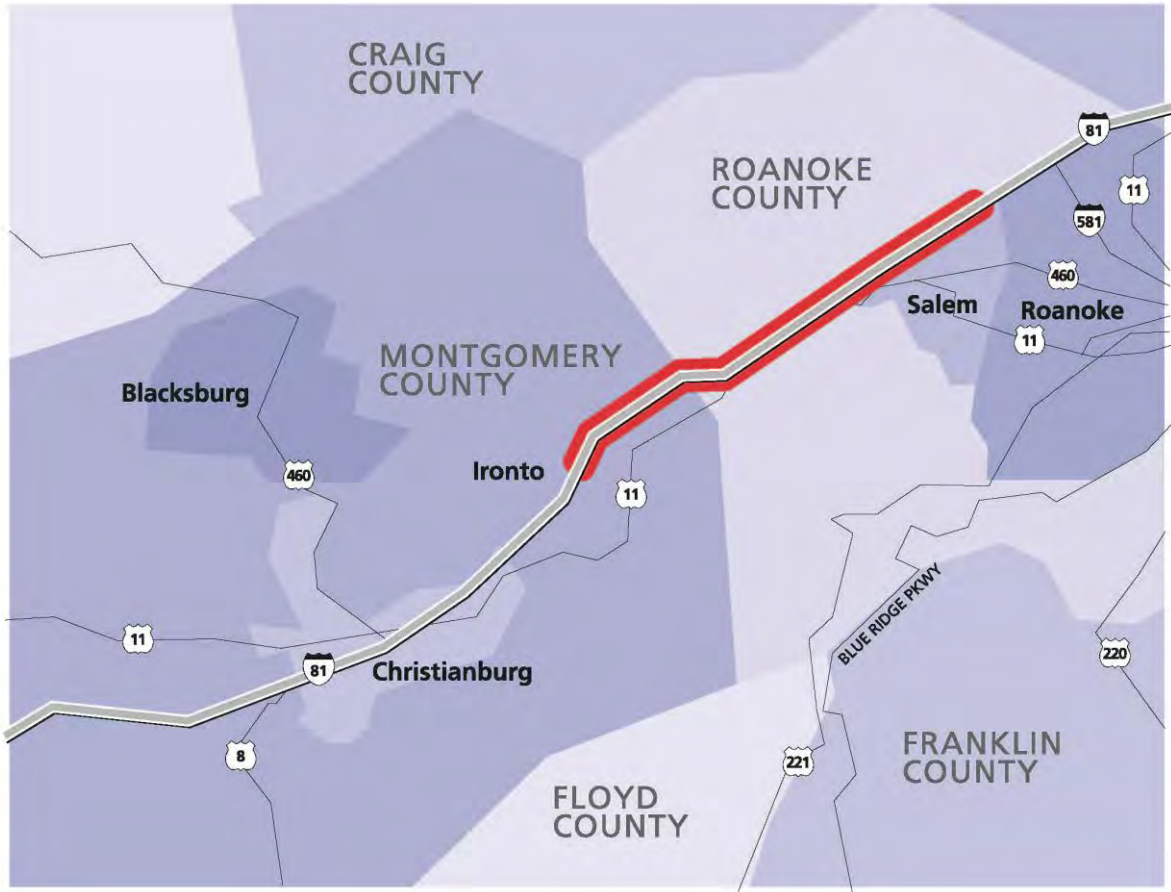 CRAIG
COUNTY
ROANOKE
COUNTY
81
11
581
460
Salem
Roanoke
11
MONTGOMERY
COUNTY
Blacksburg
Ironto
460
11
BLUE RIDGE PKWY
11
81
Christianburg
220
8
221
FRANKLIN
COUNTY
FLOYD
COUNTY